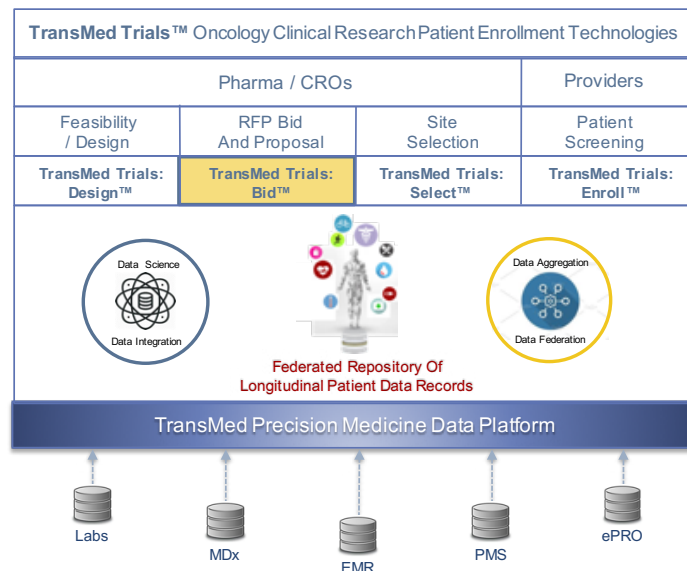 TransMed Trials™ Oncology Clinical Research Patient Enrollment Technologies
Pharma / CROs
Providers
Feasibility
/ Design
RFP Bid
And Proposal
Site
Selection
Patient
Screening
TransMed Trials:
Design™
TransMed Trials:
Bid™
TransMed Trials:
Select™
TransMed Trials:
Enroll™
Data Science
Data Integration
Data Aggregation
Data Federation
Federated Repository Of
Longitudinal Patient Data Records
TransMed Precision Medicine Data Platform
Labs
MDx
EMR
PMS
ePRO